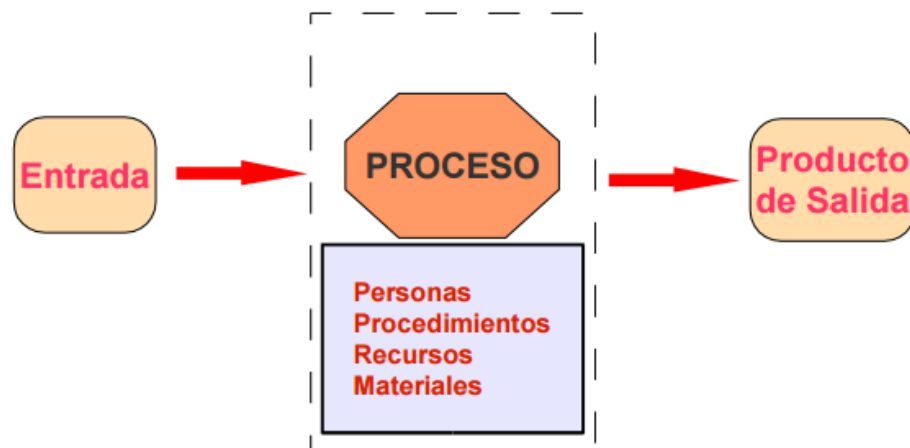 Entrada
PROCESO
Producto
de Salida
Personas
Procedimientos
Recursos
Materiales